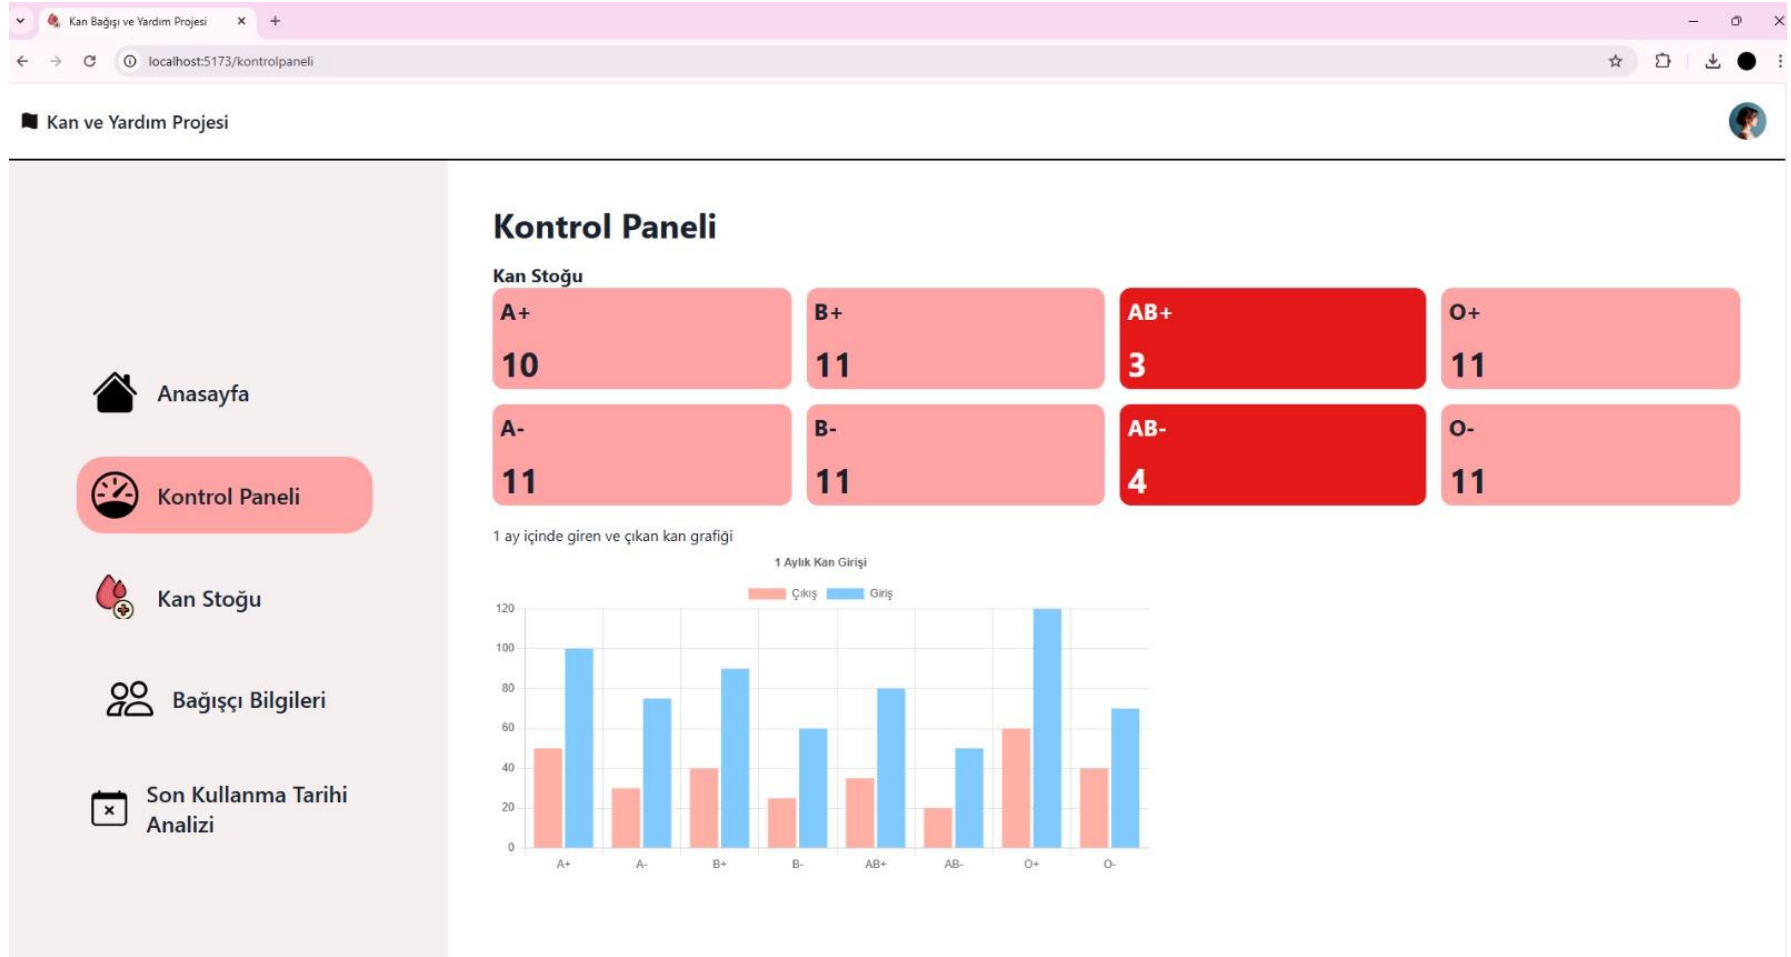 Kan Bağışı ve Yardım Projesi
localhost:5173/kontrolpaneli
Kan ve Yardım Projesi
Anasayfa
Kontrol Paneli
Kan Stoğu
Bağışçı Bilgileri
Son Kullanma Tarihi
Analizi
Kontrol Paneli
Kan Stoğu
A+ B+ AB+ O+
10 11 3 11
A- B- AB- O-
11 11 4 11
1 ay içinde giren ve çıkan kan grafiği
1 Aylık Kan Girişi
Çıkış Giriş
120
100
80
60
40
20
0
A+ A- B+ B- AB+ AB- O+ O-